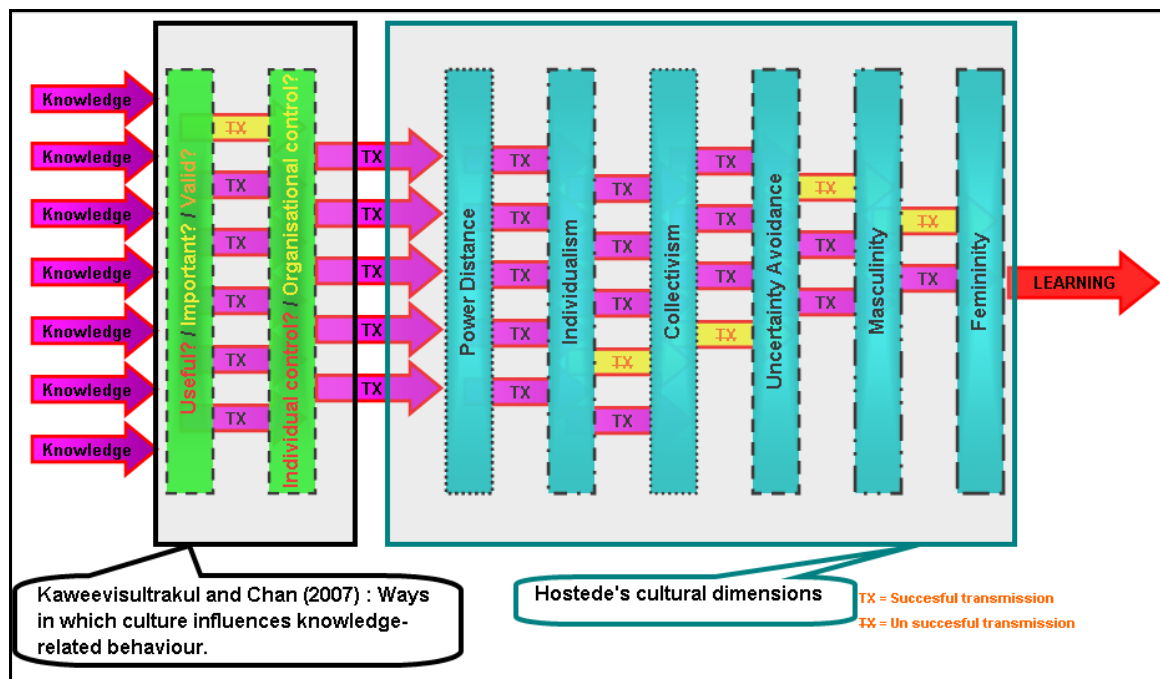 Knowledge
Knowledge
Knowledge
Knowledge
Knowledge
Knowledge
Knowledge
Useful? / Important? / Valid?
TX
TX
TX
TX
TX
TX
Individual control? / Organisational control?
TX
TX
TX
TX
TX
Power Distance
TX
TX
TX
TX
TX
Individualism
TX
TX
TX
TX
TX
Collectivism
TX
TX
TX
TX
Uncertainty Avoidance
TX
TX
TX
Masculinity
TX
TX
Femininity
LEARNING
Kaweevisultrakul and Chan (2007) : Ways
in which culture influences knowledge-
related behaviour.
Hostede's cultural dimensions
TX = Succesful transmission
TX = Un succesful transmission